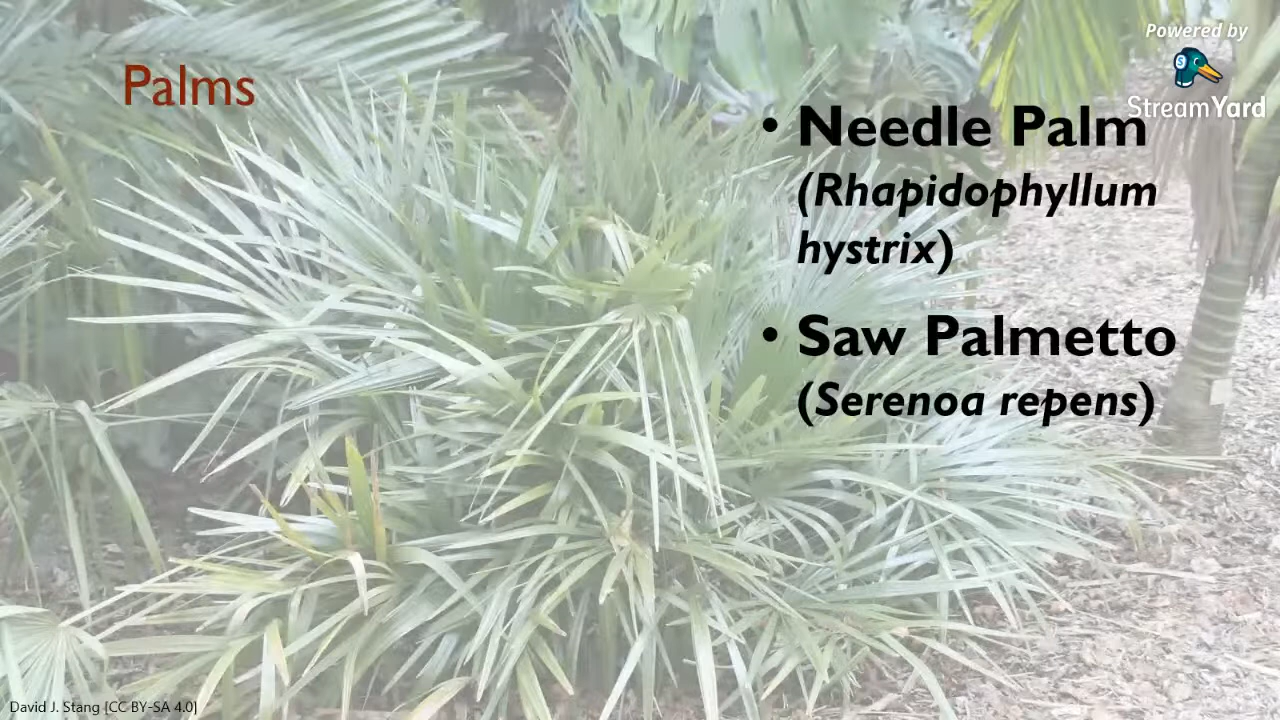 Powered by
StreamYard
Palms
• Needle Palm
(Rhapidophyllum
hystrix)
• Saw Palmetto
(Serenoa repens)
David J. Stang [CC BY-SA 4.0]